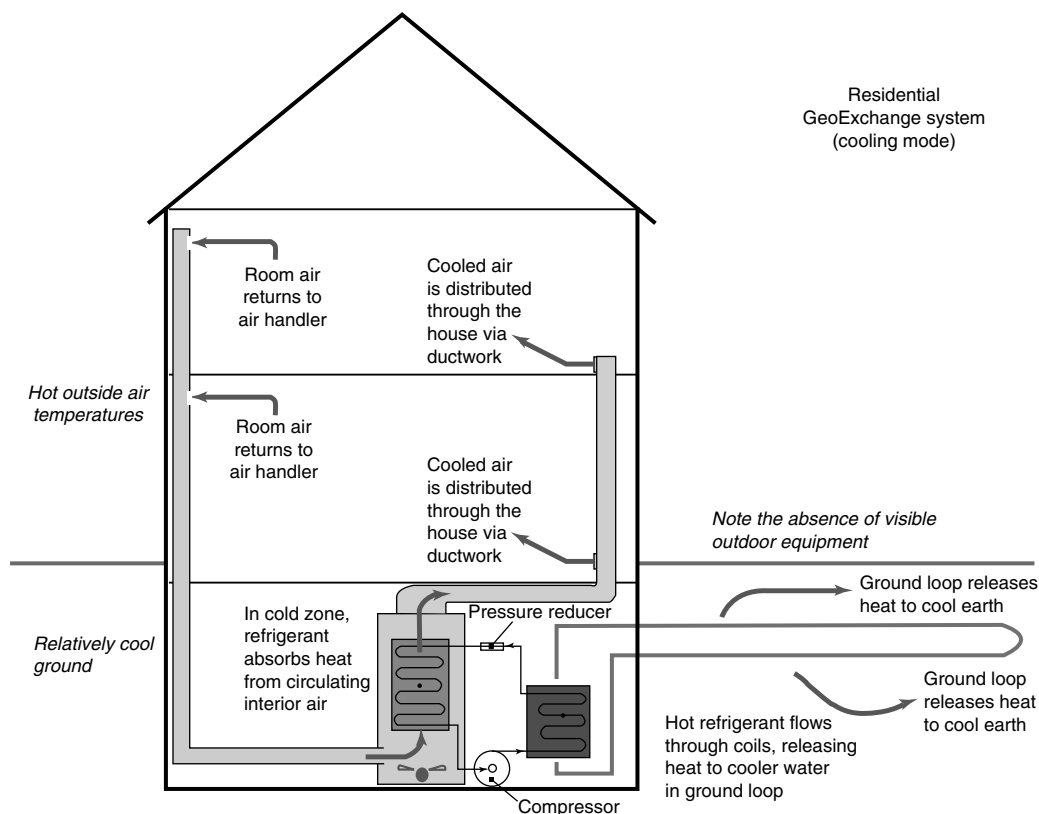 Residential
GeoExchange system
(cooling mode)
Room air
returns to
air handler
Cooled air
is distributed
through the
house via
ductwork
Hot outside air
temperatures
Room air
returns to
air handler
Cooled air
is distributed
through the
house via
ductwork
Note the absence of visible
outdoor equipment
Ground loop releases
heat to cool earth
Relatively cool
ground
In cold zone,
refrigerant
absorbs heat
from circulating
interior air
Pressure reducer
Ground loop
releases heat
to cool earth
Hot refrigerant flows
through coils, releasing
heat to cooler water
in ground loop
Compressor